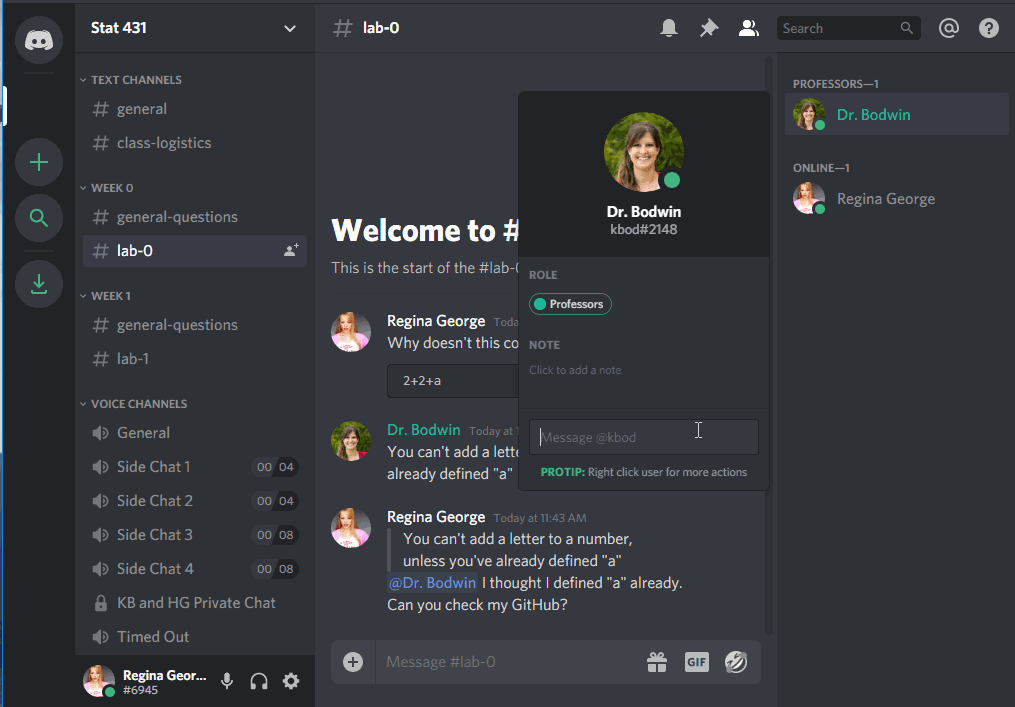 Stat 431
TEXT CHANNELS
# general
# class-logistics
WEEK 0
# general-questions
# lab-0
WEEK 1
# general-questions
# lab-1
VOICE CHANNELS
General
Side Chat 1 00 04
Side Chat 2 00 04
Side Chat 3 00 08
Side Chat 4 00 08
KB and HG Private Chat
Timed Out
Regina Geor...
#6945
# lab-0
Search
Welcome to #
This is the start of the #lab-0
Regina George Toda
Why doesn't this co
2+2+a
Dr. Bodwin Today at
You can't add a lette
already defined "a"
Regina George Today at 11:43 AM
You can't add a letter to a number,
unless you've already defined "a"
@Dr. Bodwin I thought I defined "a" already.
Can you check my GitHub?
Message #lab-0
GIF
Dr. Bodwin
kbod#2148
ROLE
Professors
NOTE
Click to add a note
Message @kbod
PROTIP: Right click user for more actions
PROFESSORS—1
Dr. Bodwin
ONLINE—1
Regina George